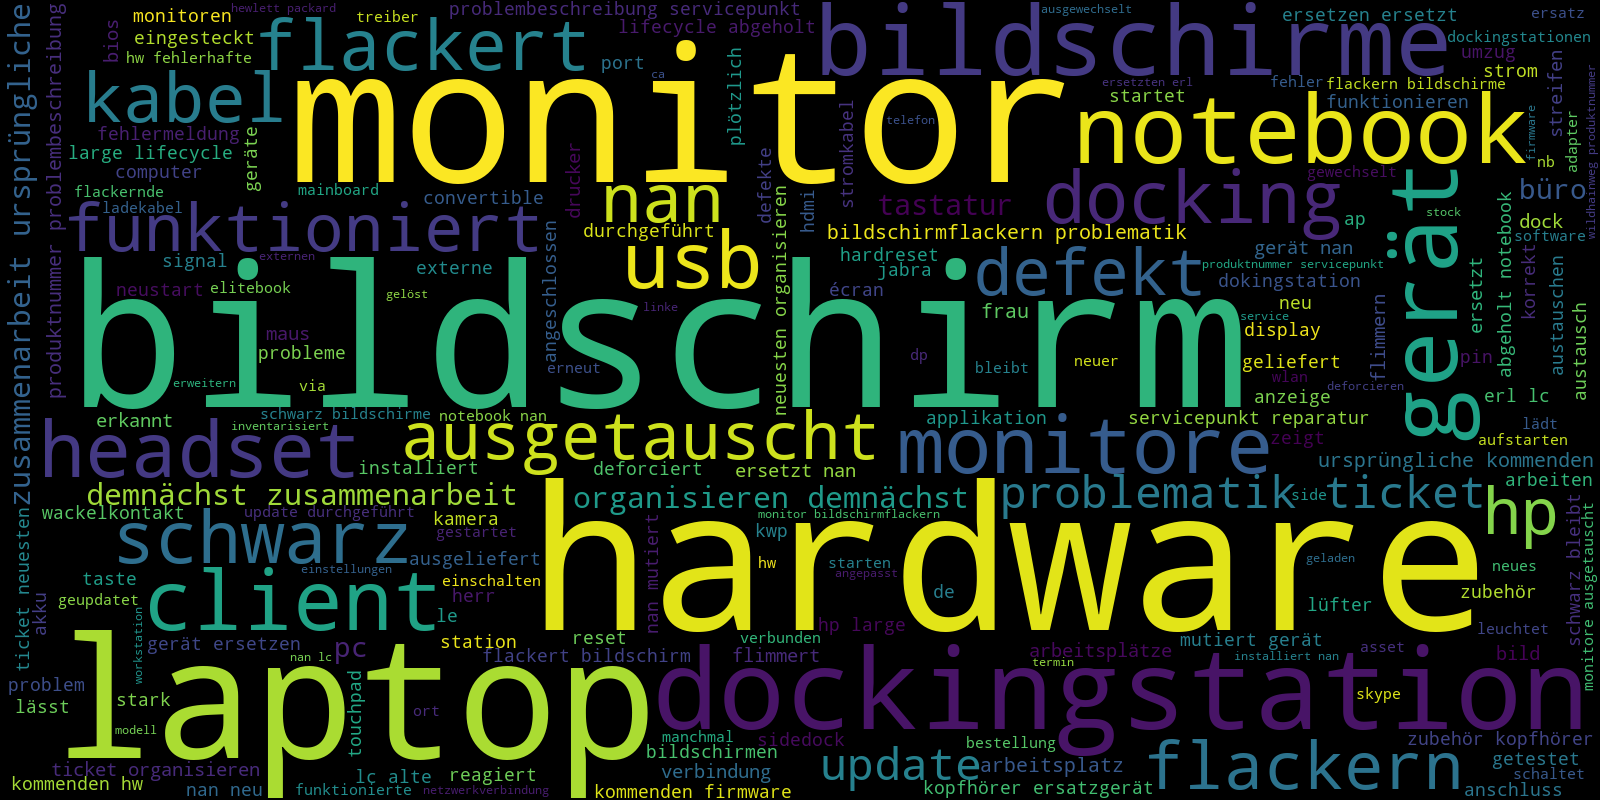 monitor
bildschirm
hardware
laptop
dockingstation
bildschirme
notebook
gerät
flackert
kabel
funktioniert
nan
usb
docking
defekt
headset
ausgetauscht
monitore
schwarz
client
problematik
ticket
hp
update
flackern
hewlett packard
monitoren
treiber
eingesteckt
hw fehlerhafte
bios
problembeschreibung servicepunkt
lifecycle abgeholt
port
ca
plötzlich
ausgewechselt
ersetzen ersetzt
ersatz
dockingstationen
umzug
strom
ersetzten erl
fehler
flackern bildschirme
startet
funktionieren
streifen
firmware
adapter
nb
wildhainweg produktnummer
zusammenarbeit ursprüngliche
produktnummer problembeschreibung
fehlermeldung
large lifecycle
computer
geräte
flackernde
ladekabel
mainboard
convertible
drucker
telefon
defekte
hdmi
stromkabel
tastatur
gewechselt
büro
stock
dock
software
ap
durchgeführt
bildschirmflackern problematik
gerät nan
hardreset
jabra
produktnummer servicepunkt
dokingstation
signal
externen
externe
neustart
elitebook
gelöst
angeschlossen
neuesten organisieren
écran
linke
frau
neu
service
display
flimmern
ersetzt
abgeholt notebook
korrekt
austauschen
austausch
maus
probleme
erweitern
via
erneut
dp
bleibt
neuer
geliefert
wlan
deforcieren
pin
anzeige
erl lc
erkannt
schwarz bildschirme
notebook nan
inventarisiert
applikation
servicepunkt reparatur
lädt
zeigt
aufstarten
installiert
deforciert
ersetzt nan
ursprüngliche kommenden
arbeiten
demnächst zusammenarbeit
organisieren demnächst
side
wackelkontakt
update durchgeführt
kamera
gestartet
monitor bildschirmflackern
kwp
nan mutiert
ausgeliefert
hw
starten
geladen
neues
schwarz bleibt
monitore ausgetauscht
taste
einstellungen
einschalten
angepasst
geupdatet
herr
de
zubehör
akku
ticket neuesten
workstation
le
hp large
lüfter
leuchtet
gerät ersetzen
pc
station
reset
verbunden
mutiert gerät
asset
nan lc
flackert bildschirm
flimmert
arbeitsplätze
termin
installiert nan
bild
problem
lässt
stark
touchpad
ort
skype
modell
manchmal
bildschirmen
sidedock
bestellung
zubehör kopfhörer
ticket organisieren
lc alte
reagiert
verbindung
arbeitsplatz
getestet
schaltet
kommenden hw
nan neu
funktionierte
netzwerkverbindung
kommenden firmware
kopfhörer ersatzgerät
anschluss